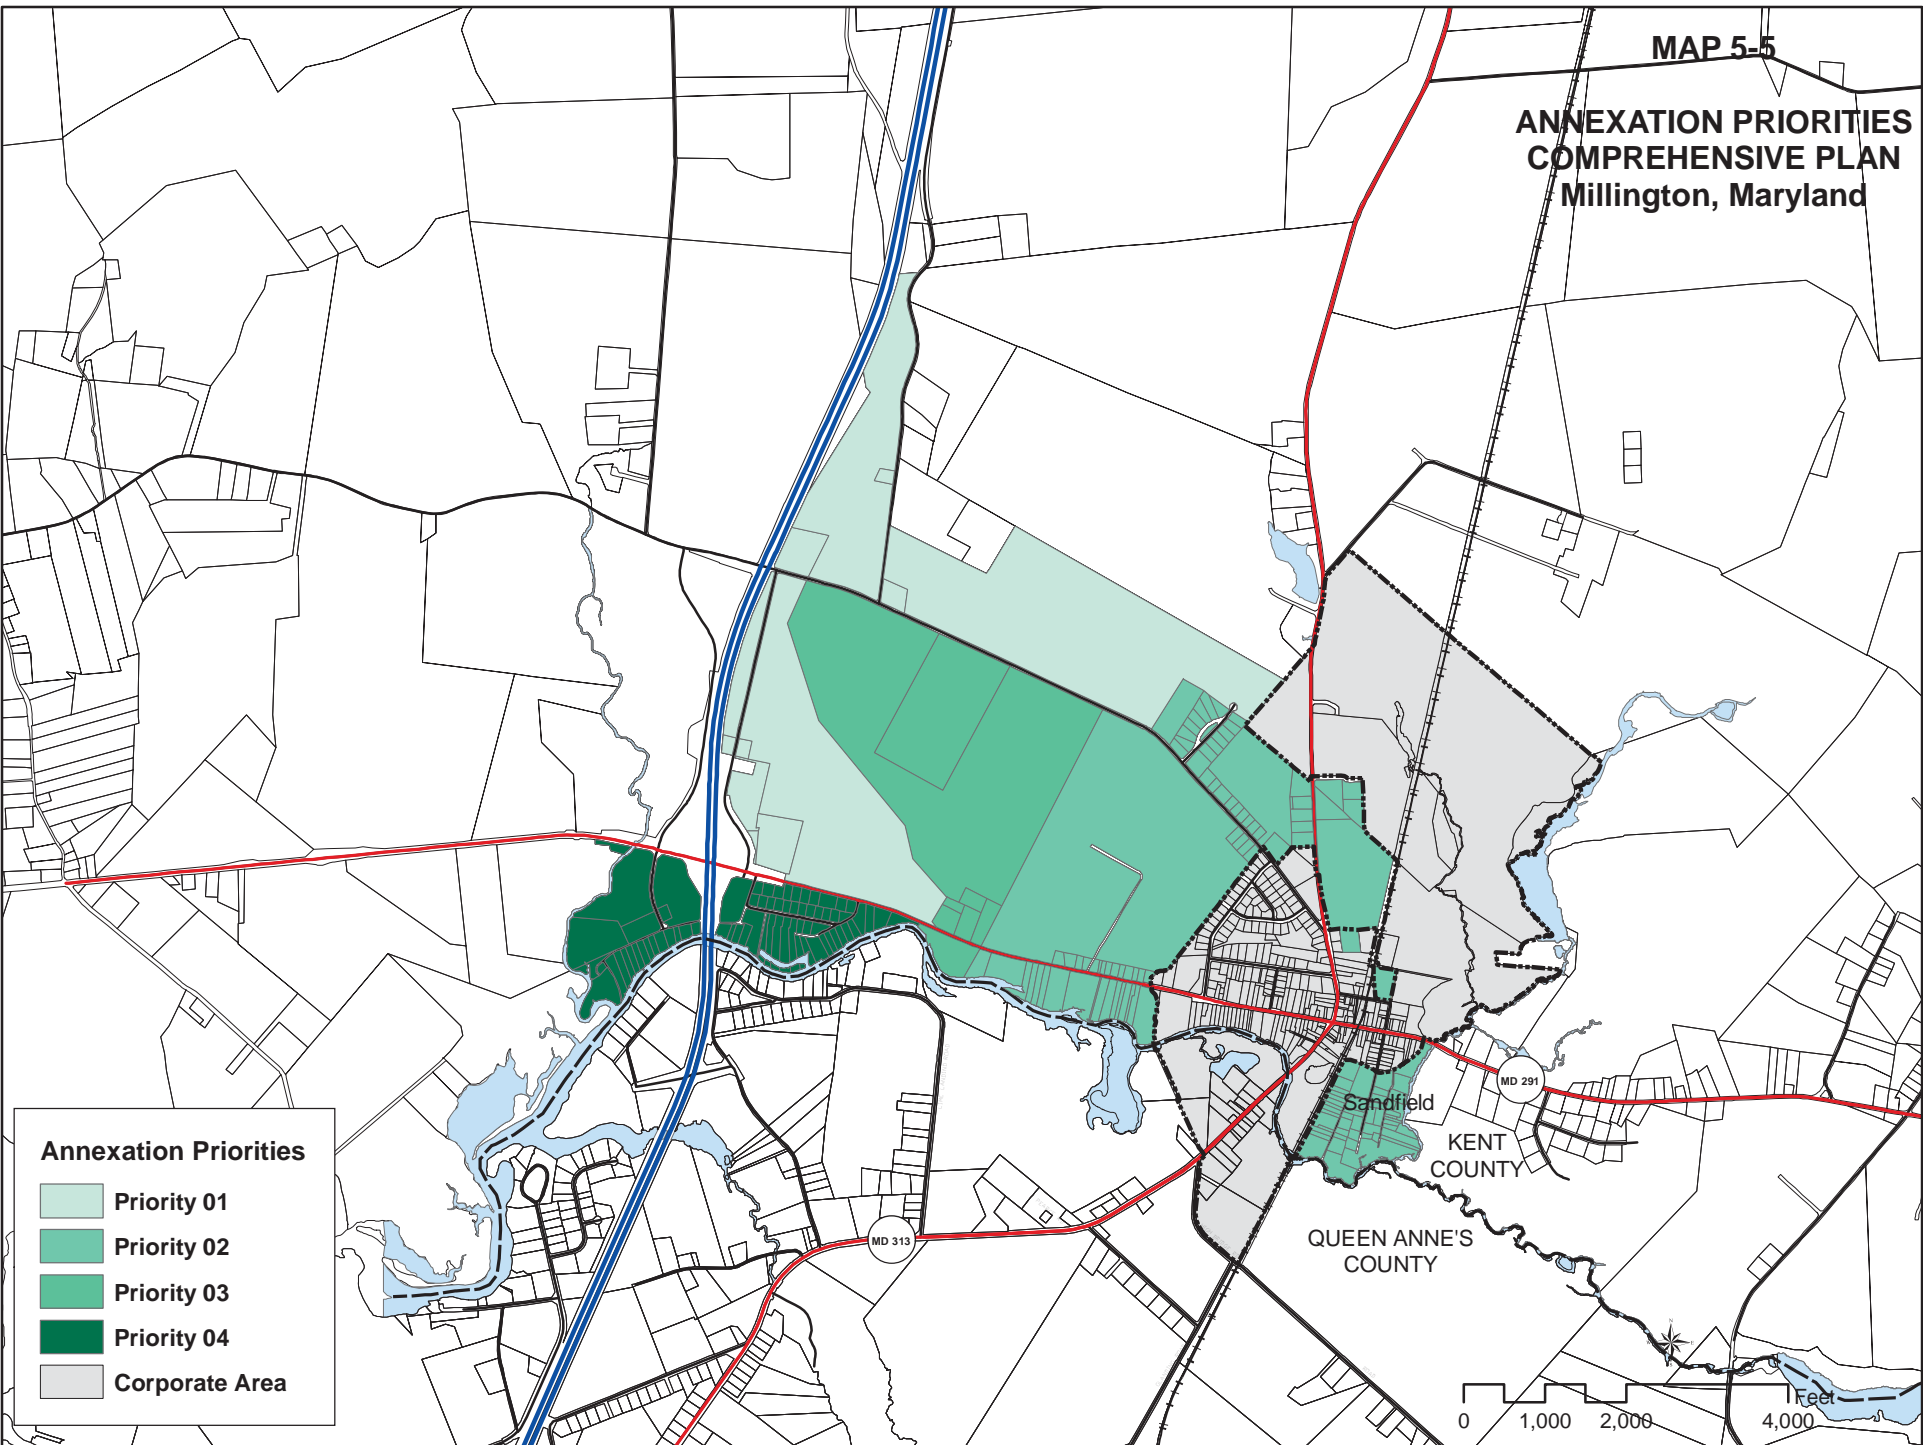 MAP 5-5
ANNEXATION PRIORITIES
COMPREHENSIVE PLAN
Millington, Maryland
MD 291
Sandfield
KENT
COUNTY
QUEEN ANNE'S
COUNTY
MD 313
Annexation Priorities
Priority 01
Priority 02
Priority 03
Priority 04
Corporate Area
Feet
0 1,000 2,000 4,000